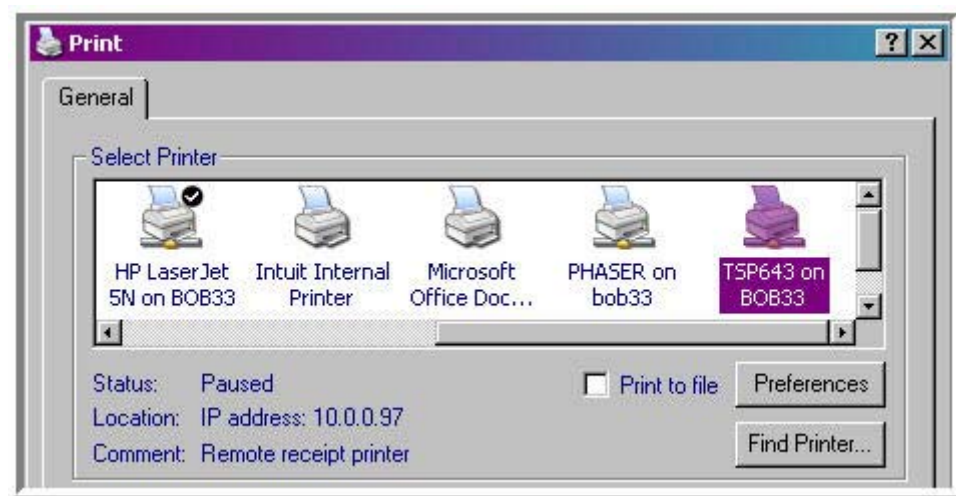 Print
General
Select Printer
HP LaserJet
5N on BOB33
Intuit Internal
Printer
Microsoft
Office Doc...
PHASER on
bob33
TSP643 on
BOB33
Status: Paused
Print to file
Preferences
Location: IP address: 10.0.0.97
Comment: Remote receipt printer
Find Printer...